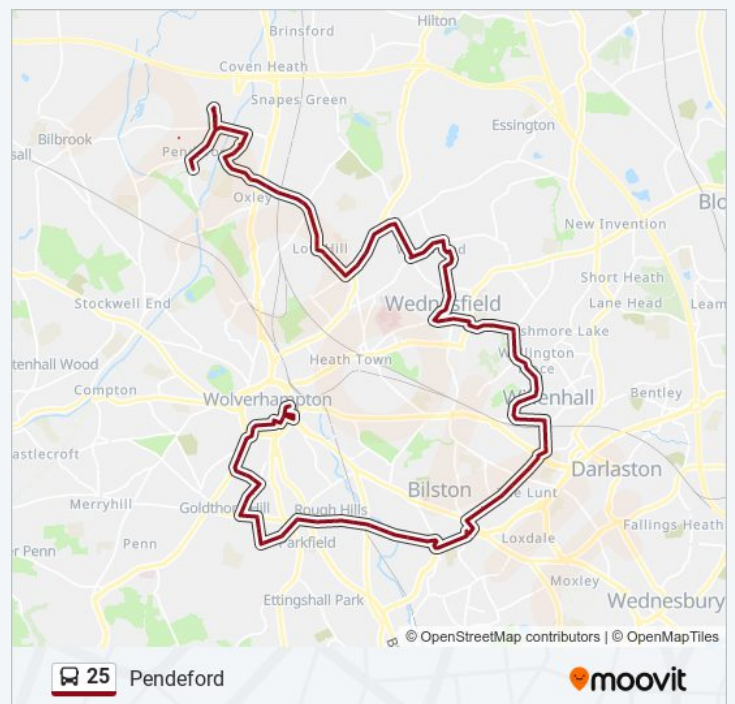 Hilton
Brinsford
Coven Heath
Snapes Green
Essington
Bilbrook
Oxley
New Invention
Short Heath
Lane Head
Stockwell End
Heath Town
Compton
Wolverhampton
Bentley
Darlaston
Bilston
Merryhill
Rough Hills
Fallings Heath
Loxdale
Penn
Parkfield
Moxley
Ettingshall Park
Wednesbury
© OpenStreetMap contributors | © OpenMapTiles
25 Pendeford
moovit